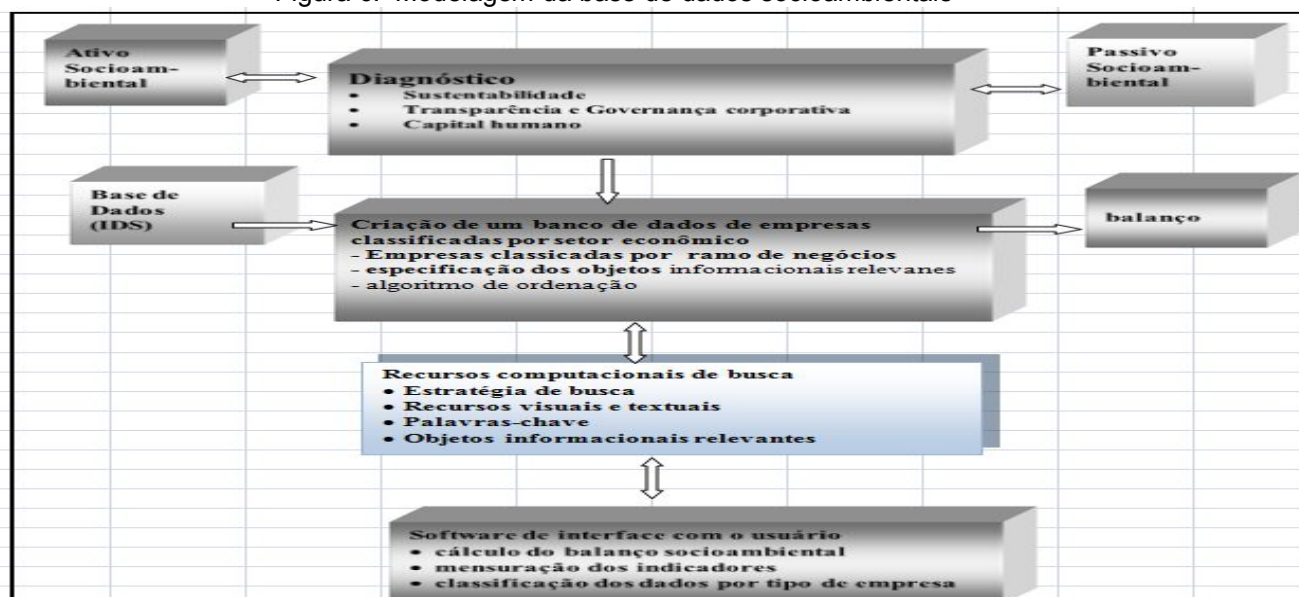 Modelagem da base de dados socioambientais
Ativo
Socioam-
biental
Diagnóstico
• Sustentabilidade
• Transparência e Governança corporativa
• Capital humano
Passivo
Socioam-
biental
Base de
Dados
(IDS)
Criação de um banco de dados de empresas
classificadas por setor econômico
- Empresas classicadas por ramo de negócios
- especificação dos objetos informacionais relevanes
- algoritmo de ordenação
balanço
Recursos computacionais de busca
• Estratégia de busca
• Recursos visuais e textuais
• Palavras-chave
• Objetos informacionais relevantes
Software de interface com o usuário
• cálculo do balanço socioambiental
• mensuração dos indicadores
• classificação dos dados por tipo de empresa